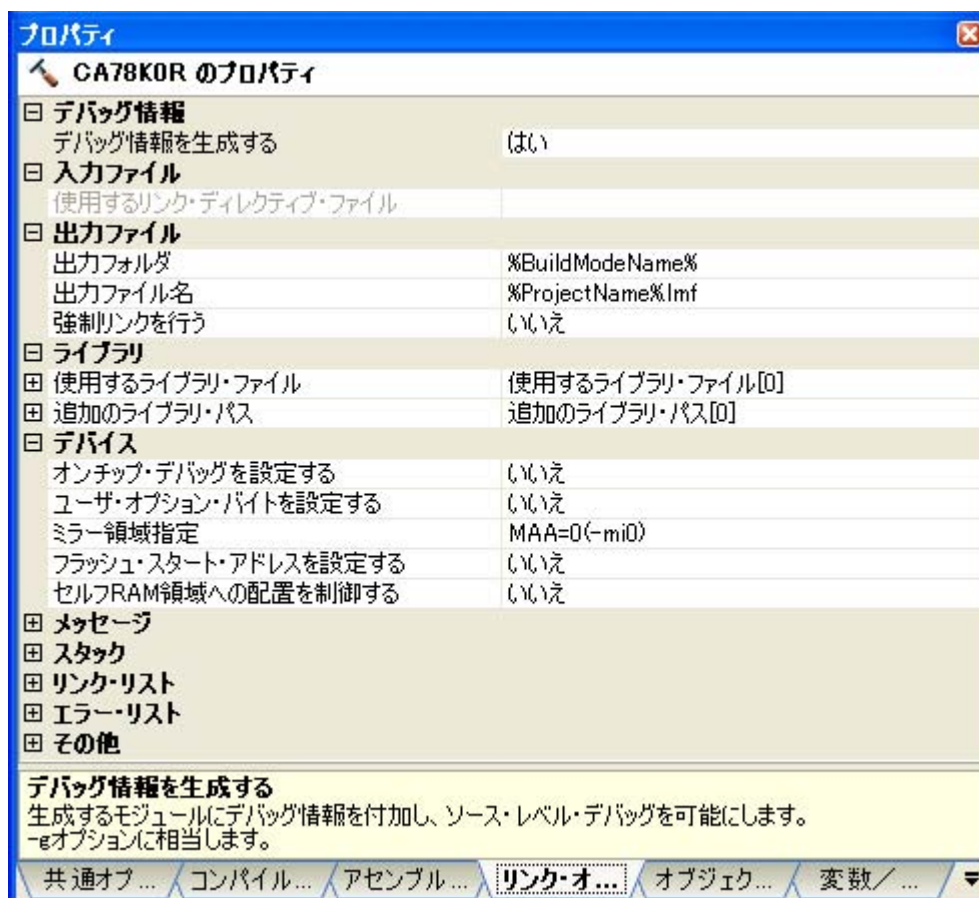 プロパティ
CA78K0R のプロパティ
デバッグ情報
デバッグ情報を生成する はい
入力ファイル
使用するリンク・ディレクティブ・ファイル
出力ファイル
出力フォルダ %BuildModeName%
出力ファイル名 %ProjectName%.lmf
強制リンクを行う いいえ
ライブラリ
使用するライブラリ・ファイル 使用するライブラリ・ファイル[0]
追加のライブラリ・パス 追加のライブラリ・パス[0]
デバイス
オンチップ・デバッグを設定する いいえ
ユーザ・オプション・バイトを設定する いいえ
ミラー領域指定 MAA=0(-mi0)
フラッシュ・スタート・アドレスを設定する いいえ
セルフRAM領域への配置を制御する いいえ
メッセージ
スタック
リンク・リスト
エラー・リスト
その他
デバッグ情報を生成する
生成するモジュールにデバッグ情報を付加し、ソース・レベル・デバッグを可能にします。
-gオプションに相当します。
共通オプ... コンパイル... アセンブル... リンク・オ... オブジェク... 変数／...